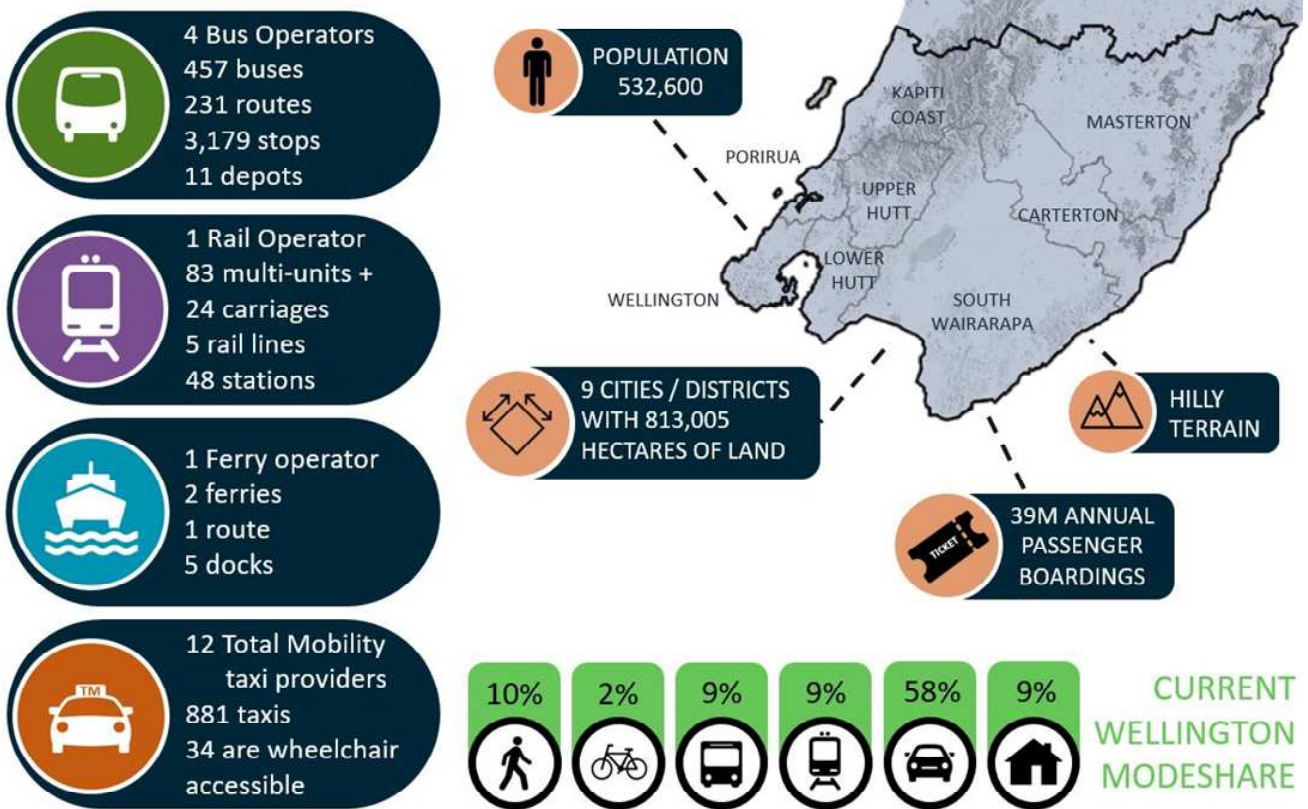 4 Bus Operators
457 buses
231 routes
3,179 stops
11 depots
1 Rail Operator
83 multi-units +
24 carriages
5 rail lines
48 stations
1 Ferry operator
2 ferries
1 route
5 docks
TM
12 Total Mobility
taxi providers
881 taxis
34 are wheelchair
accessible
POPULATION
532,600
KAPITI
COAST
MASTERTON
PORIRUA
UPPER
HUTT
CARTERTON
LOWER
HUTT
WELLINGTON
SOUTH
WAIRARAPA
9 CITIES / DISTRICTS
WITH 813,005
HECTARES OF LAND
HILLY
TERRAIN
TICKET
39M ANNUAL
PASSENGER
BOARDINGS
10% 2% 9% 9% 58% 9%
CURRENT
WELLINGTON
MODESHARE